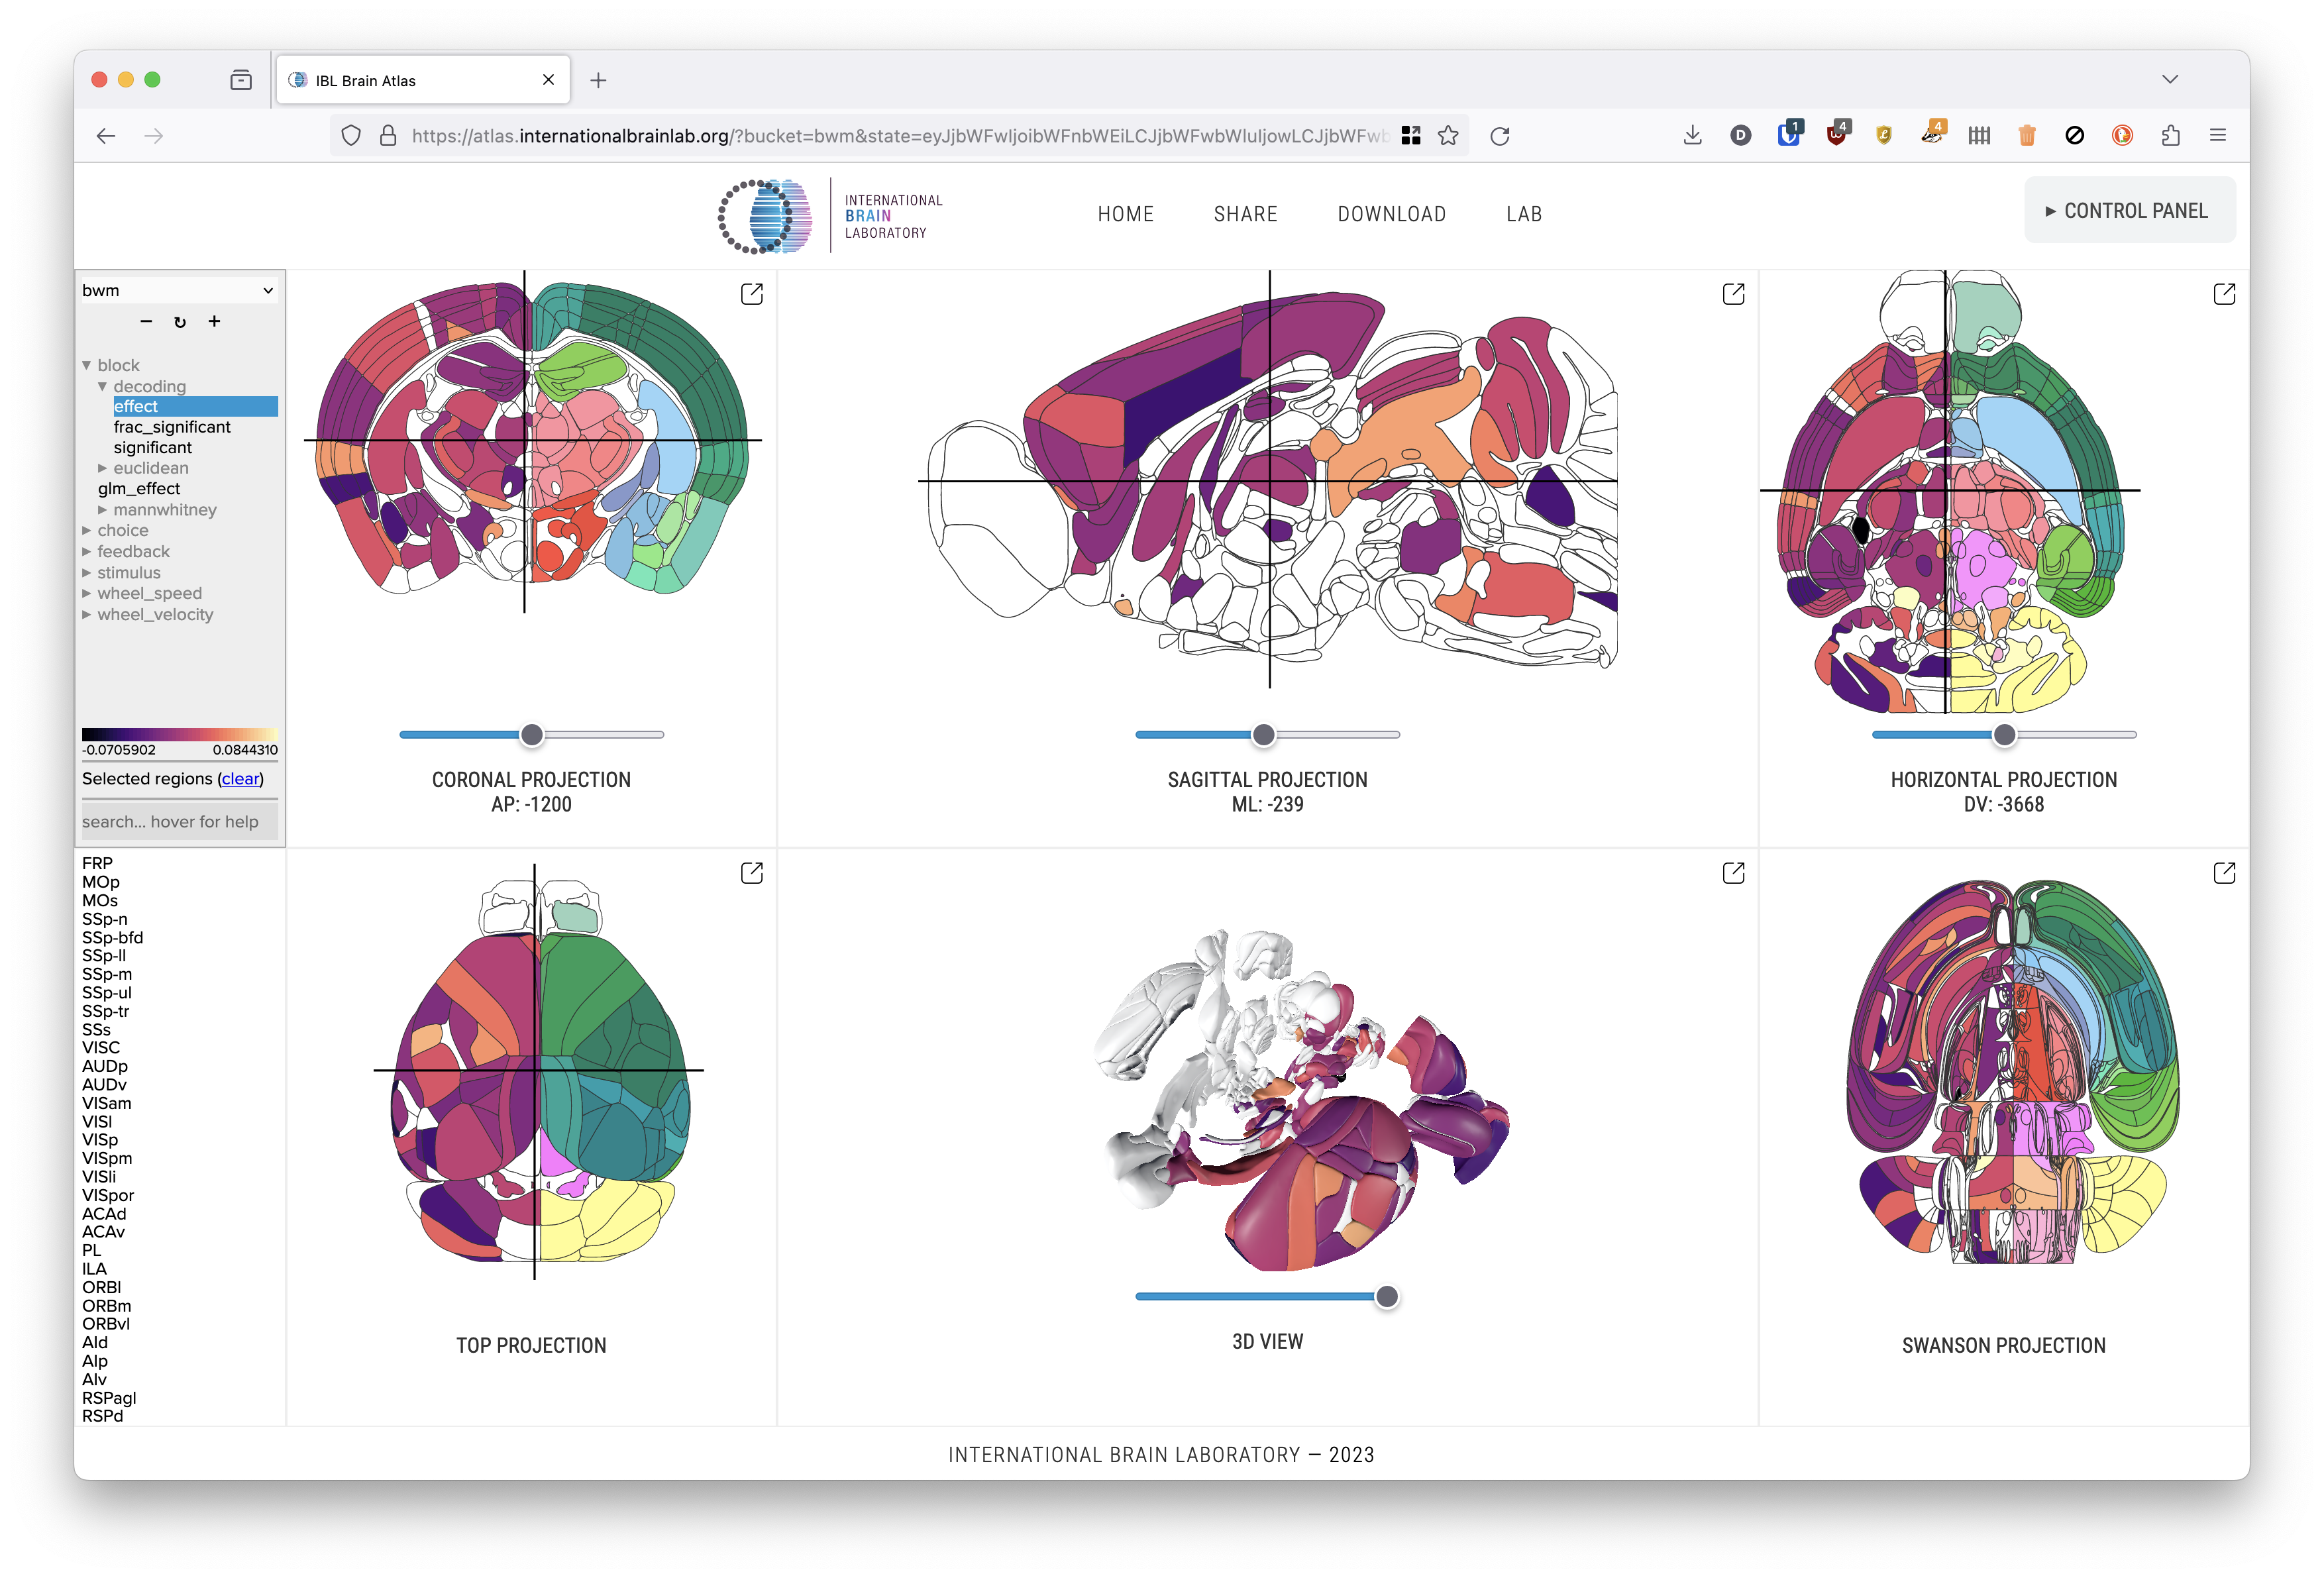 IBL Brain Atlas
https://atlas.internationalbrainlab.org/?bucket=bwm&state=eyJjbWFwIjoibWFnbWEiLCJjbWFwbWluIjowLCJjbWFwb
D
1
4
4
INTERNATIONAL
BRAIN
LABORATORY
HOME
SHARE
DOWNLOAD
LAB
▶ CONTROL PANEL
bwm
− ↻ +
▼ block
▼ decoding
effect
frac_significant
significant
▶ euclidean
glm_effect
▶ mannwhitney
▶ choice
▶ feedback
▶ stimulus
▶ wheel_speed
▶ wheel_velocity
-0.0705902 0.0844310
Selected regions (clear)
search... hover for help
CORONAL PROJECTION
AP: -1200
SAGITTAL PROJECTION
ML: -239
HORIZONTAL PROJECTION
DV: -3668
FRP
MOp
MOs
SSp-n
SSp-bfd
SSp-ll
SSp-m
SSp-ul
SSp-tr
SSs
VISC
AUDp
AUDv
VISam
VISl
VISp
VISpm
VISli
VISpor
ACAd
ACAv
PL
ILA
ORBl
ORBm
ORBvl
AId
AIp
AIv
RSPagl
RSPd
TOP PROJECTION
3D VIEW
SWANSON PROJECTION
INTERNATIONAL BRAIN LABORATORY — 2023